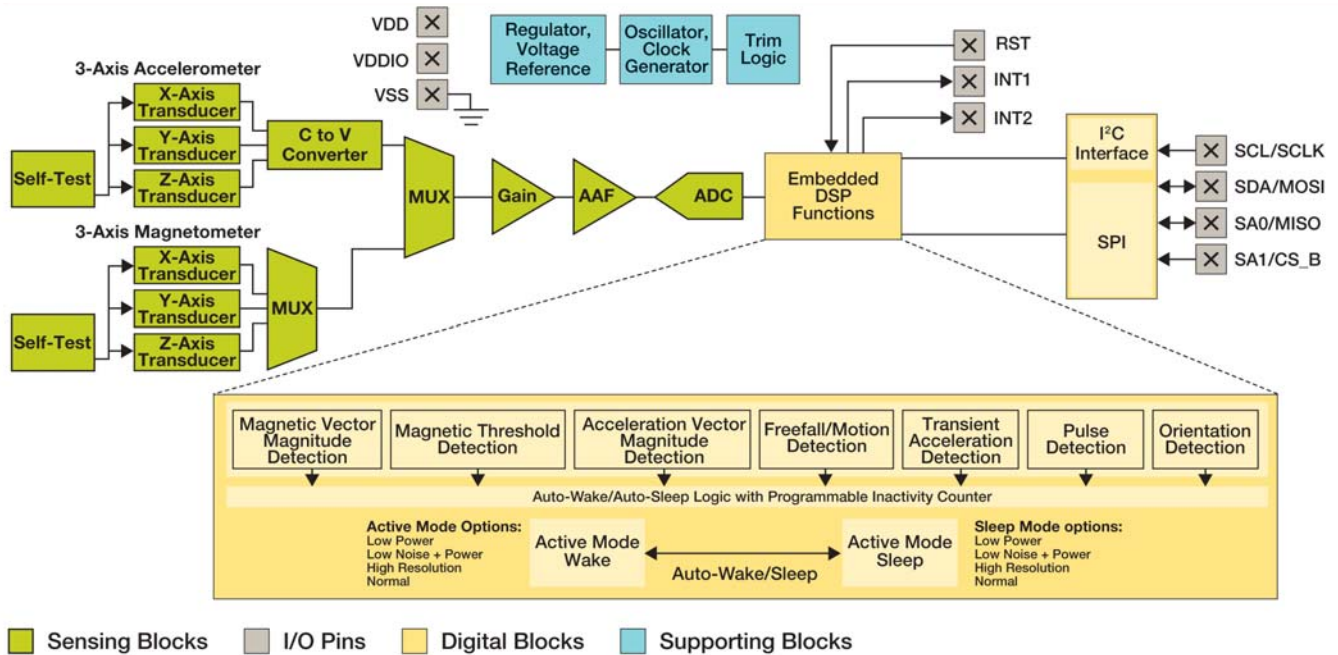 VDD
VDDIO
VSS
Regulator,
Voltage
Reference
Oscillator,
Clock
Generator
Trim
Logic
RST
INT1
INT2
3-Axis Accelerometer
Self-Test
X-Axis
Transducer
Y-Axis
Transducer
Z-Axis
Transducer
C to V
Converter
MUX
Gain
AAF
ADC
Embedded
DSP
Functions
I²C
Interface
SPI
SCL/SCLK
SDA/MOSI
SA0/MISO
SA1/CS_B
3-Axis Magnetometer
Self-Test
X-Axis
Transducer
Y-Axis
Transducer
Z-Axis
Transducer
MUX
Magnetic Vector
Magnitude
Detection
Magnetic Threshold
Detection
Acceleration Vector
Magnitude
Detection
Freefall/Motion
Detection
Transient
Acceleration
Detection
Pulse
Detection
Orientation
Detection
Auto-Wake/Auto-Sleep Logic with Programmable Inactivity Counter
Active Mode Options:
Low Power
Low Noise + Power
High Resolution
Normal
Active Mode
Wake
Auto-Wake/Sleep
Active Mode
Sleep
Sleep Mode options:
Low Power
Low Noise + Power
High Resolution
Normal
Sensing Blocks
I/O Pins
Digital Blocks
Supporting Blocks